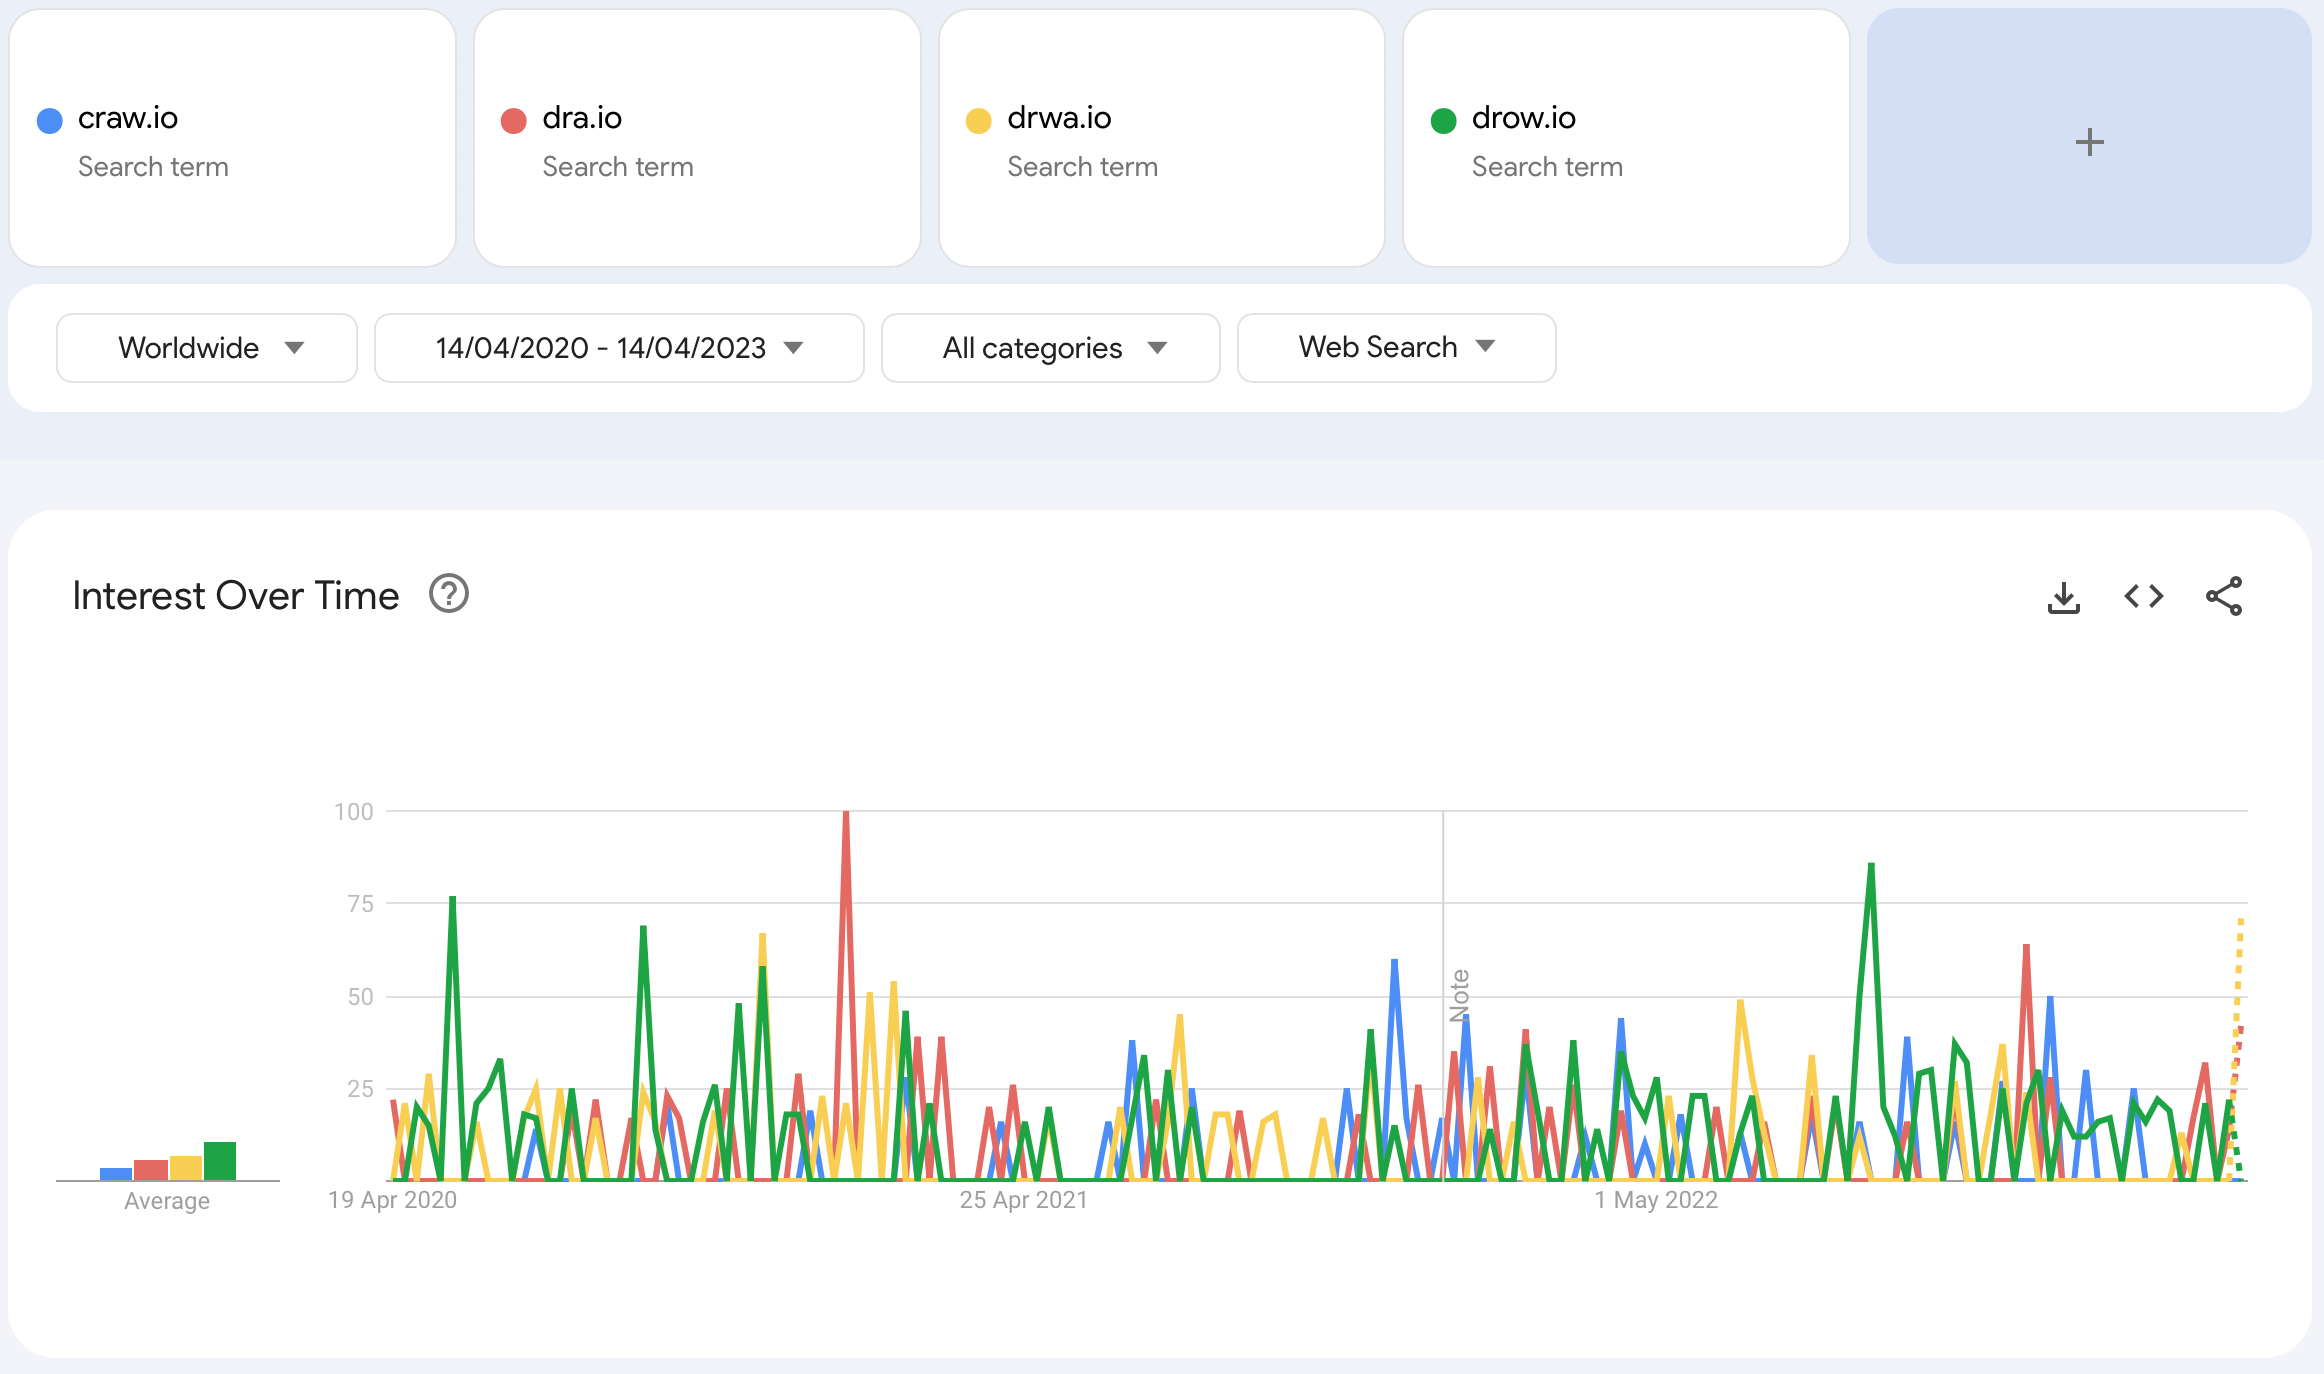 craw.io
Search term
dra.io
Search term
drwa.io
Search term
drow.io
Search term
+
Worldwide
14/04/2020 - 14/04/2023
All categories
Web Search
Interest Over Time
?
100
75
50
25
Note
Average
19 Apr 2020
25 Apr 2021
1 May 2022